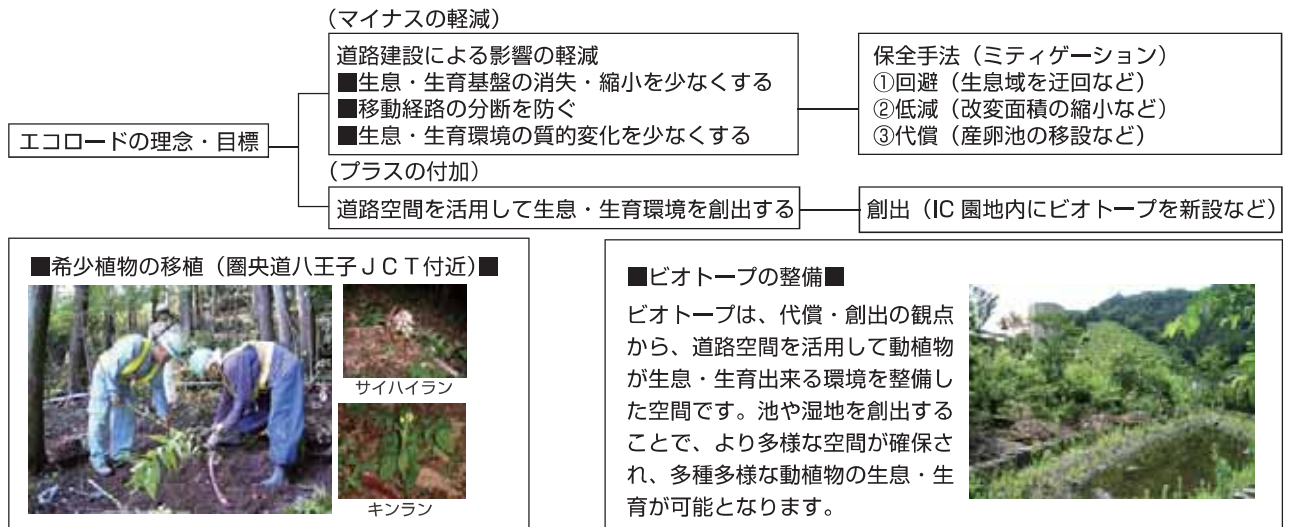 （マイナスの軽減）
道路建設による影響の軽減
■生息・生育基盤の消失・縮小を少なくする
■移動経路の分断を防ぐ
■生息・生育環境の質的変化を少なくする
保全手法（ミティゲーション）
①回避（生息域を迂回など）
②低減（改変面積の縮小など）
③代償（産卵池の移設など）
エコロードの理念・目標
（プラスの付加）
道路空間を活用して生息・生育環境を創出する
創出（IC 園地内にビオトープを新設など）
■希少植物の移植（圏央道八王子ＪＣＴ付近）■
サイハイラン
キンラン
■ビオトープの整備■
ビオトープは、代償・創出の観点
から、道路空間を活用して動植物
が生息・生育出来る環境を整備し
た空間です。池や湿地を創出する
ことで、より多様な空間が確保さ
れ、多種多様な動植物の生息・生
育が可能となります。